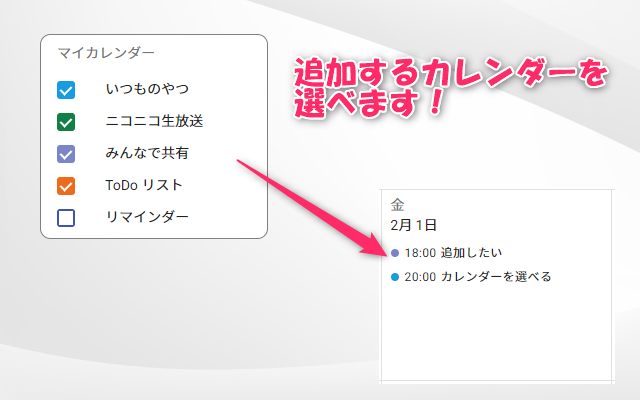 マイカレンダー
いつものやつ
ニコニコ生放送
みんなで共有
ToDo リスト
リマインダー
追加するカレンダーを
選べます！
金
2月 1日
18:00 追加したい
20:00 カレンダーを選べる